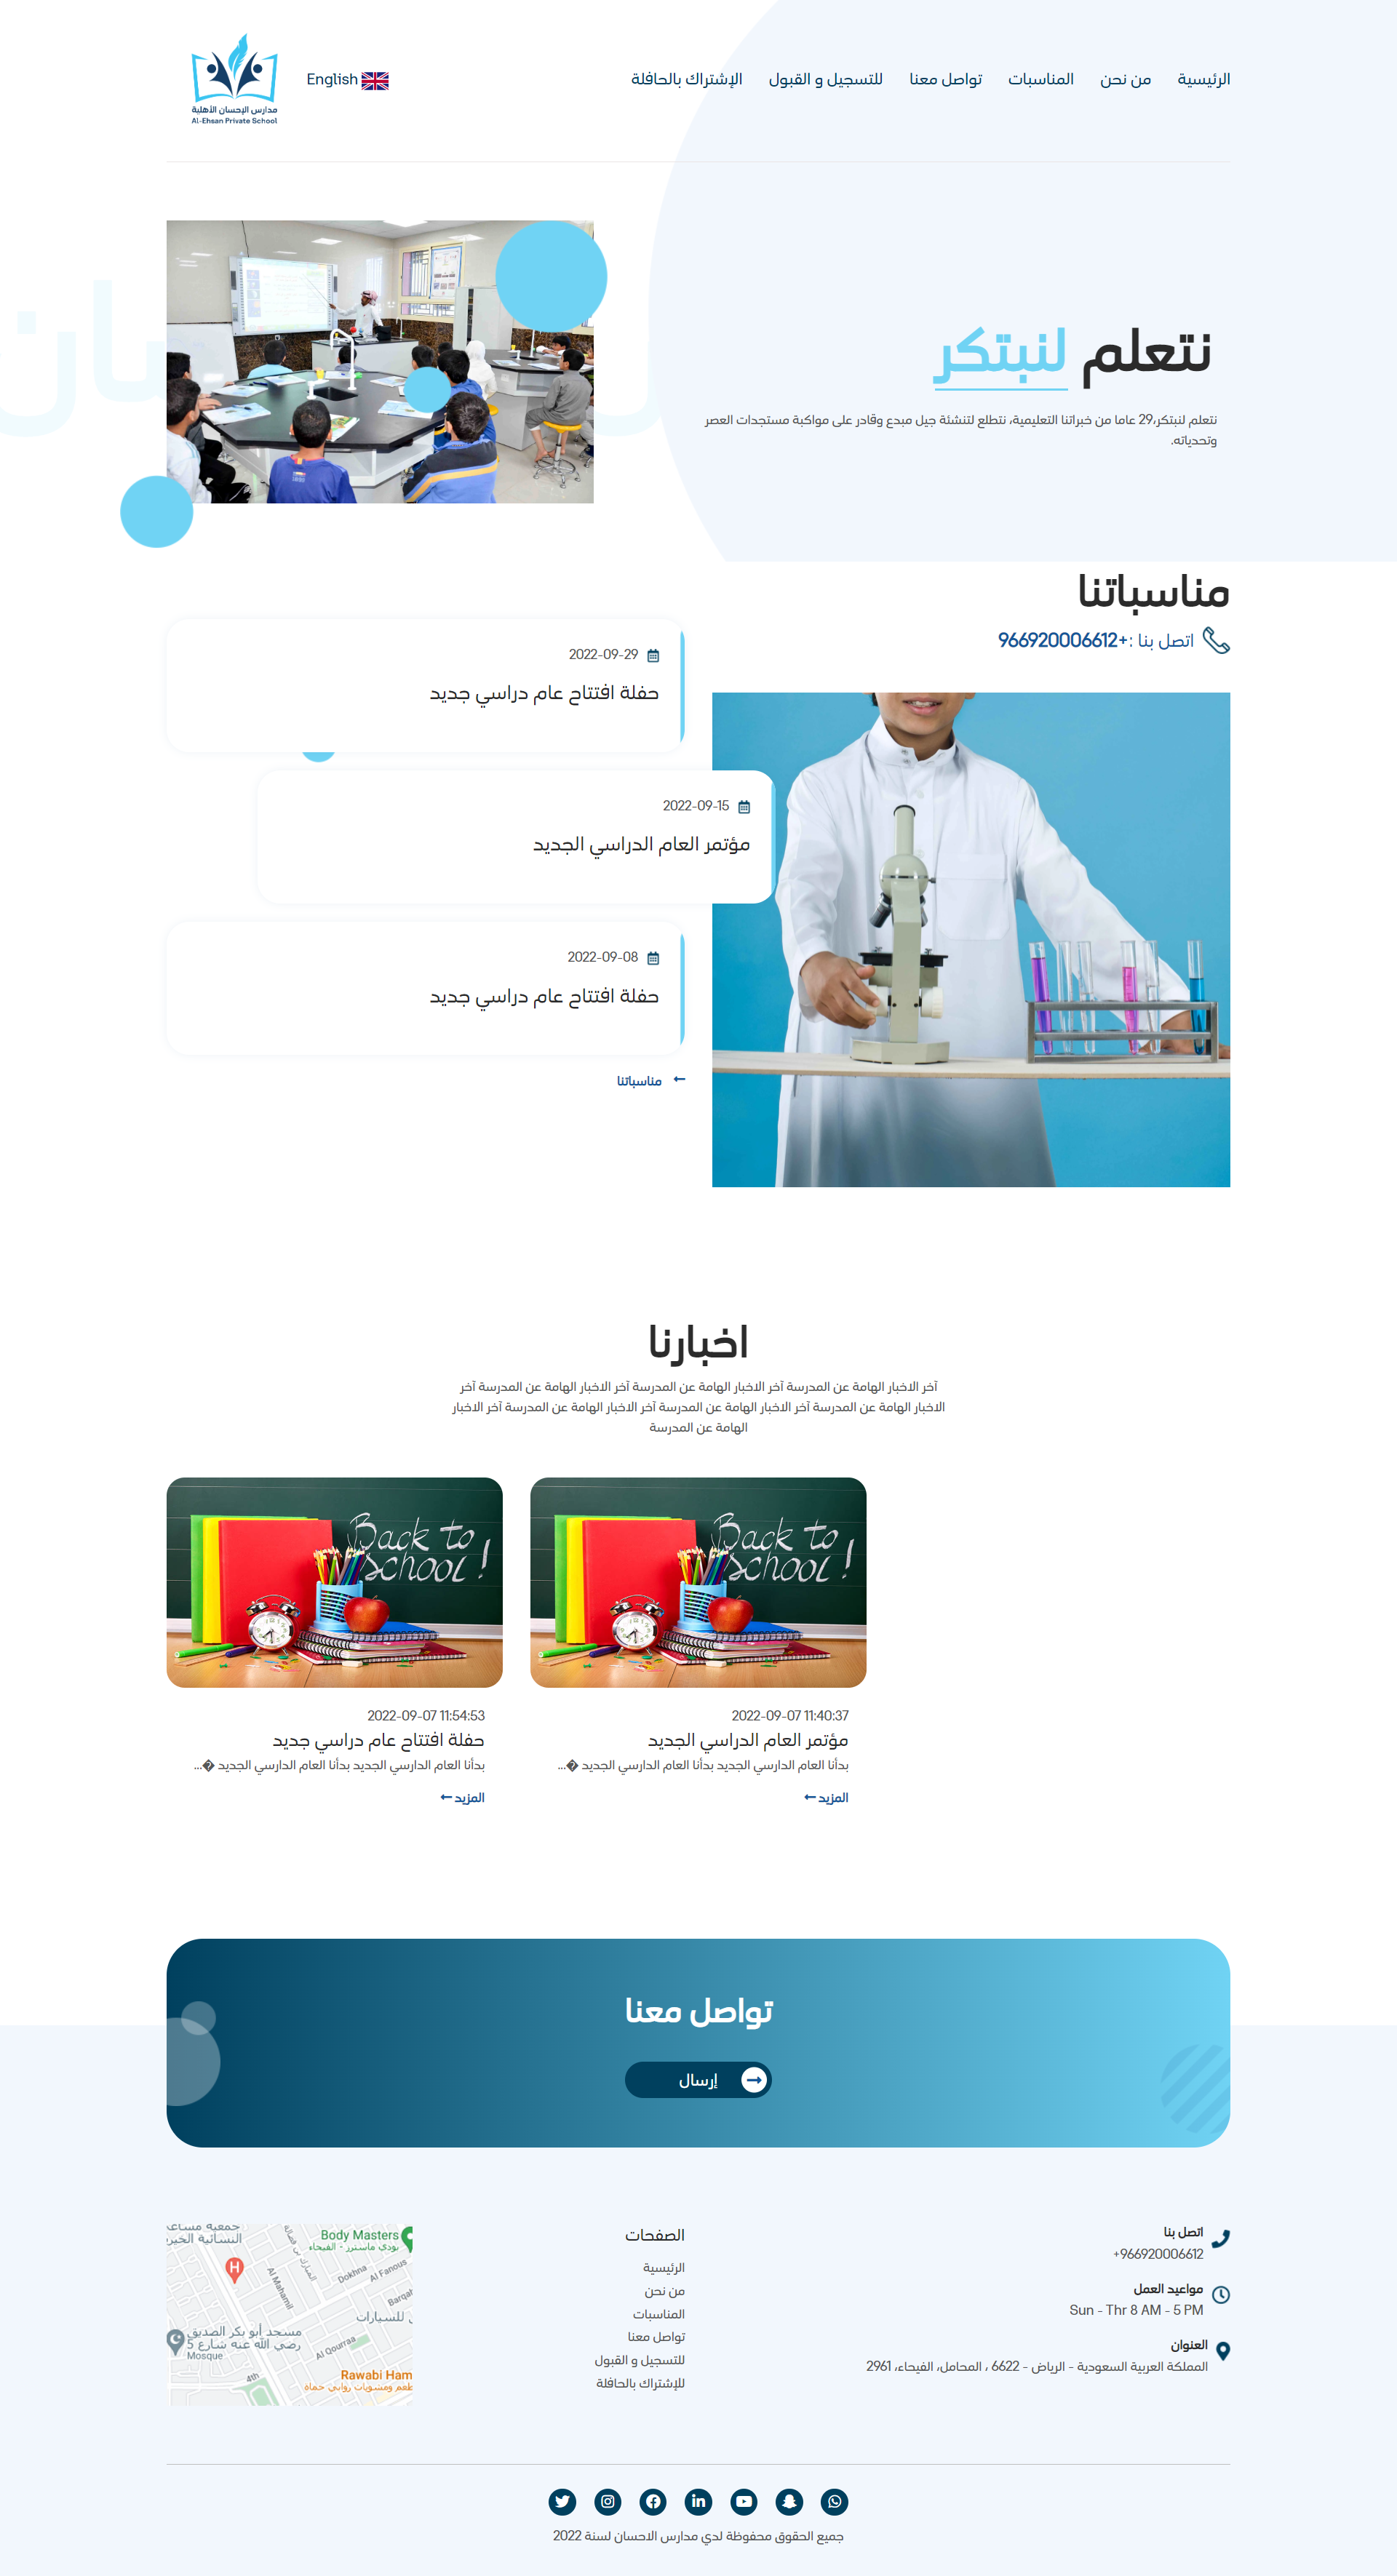 الرئيسية
من نحن
المناسبات
تواصل معنا
للتسجيل و القبول
الإشتراك بالحافلة
English
مدارس الإحسان الأهلية
Al-Ehsan Private School
نتعلم لنبتكر
نتعلم لنبتكر،29 عاما من خبراتنا التعليمية، نتطلع لتنشئة جيل مبدع وقادر على مواكبة مستجدات العصر
وتحدياته.
مناسباتنا
اتصل بنا :+966920006612
2022-09-29
حفلة افتتاح عام دراسي جديد
2022-09-15
مؤتمر العام الدراسي الجديد
2022-09-08
حفلة افتتاح عام دراسي جديد
مناسباتنا
اخبارنا
آخر الاخبار الهامة عن المدرسة آخر الاخبار الهامة عن المدرسة آخر الاخبار الهامة عن المدرسة آخر
الاخبار الهامة عن المدرسة آخر الاخبار الهامة عن المدرسة آخر الاخبار الهامة عن المدرسة آخر الاخبار
الهامة عن المدرسة
Back to
School!
2022-09-07 11:40:37
مؤتمر العام الدراسي الجديد
بدأنا العام الدارسي الجديد بدأنا العام الدارسي الجديد �...
المزيد
Back to
School!
2022-09-07 11:54:53
حفلة افتتاح عام دراسي جديد
بدأنا العام الدارسي الجديد بدأنا العام الدارسي الجديد �...
المزيد
تواصل معنا
إرسال
اتصل بنا
+966920006612
مواعيد العمل
Sun - Thr 8 AM - 5 PM
العنوان
المملكة العربية السعودية - الرياض - 6622 ، المحامل، الفيحاء، 2961
الصفحات
الرئيسية
من نحن
المناسبات
تواصل معنا
للتسجيل و القبول
للإشتراك بالحافلة
Body Masters
بودي ماسترز - الفيحاء
Dokhna
Al Fanous
Al Mahamil
Al Qourraa
4th
مسجد أبو بكر الصديق
رضي الله عنه شارع 5
Mosque
Rawabi Ham
جميع الحقوق محفوظة لدي مدارس الاحسان لسنة 2022